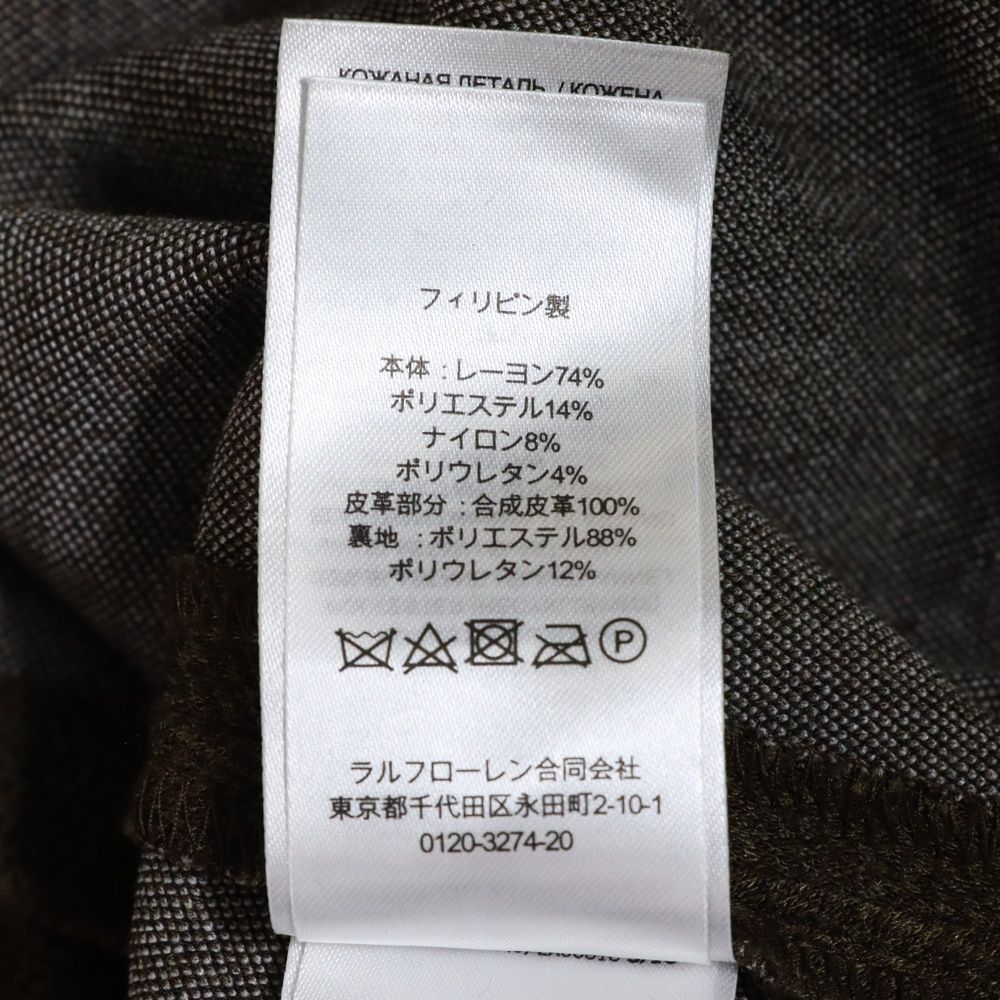 КОЖАНАЯ ДЕТАЛЬ / КОЖЕНА
フィリピン製
本体 : レーヨン74%
ポリエステル14%
ナイロン8%
ポリウレタン4%
皮革部分 : 合成皮革100%
裏地 : ポリエステル88%
ポリウレタン12%
P
ラルフローレン合同会社
東京都千代田区永田町2-10-1
0120-3274-20